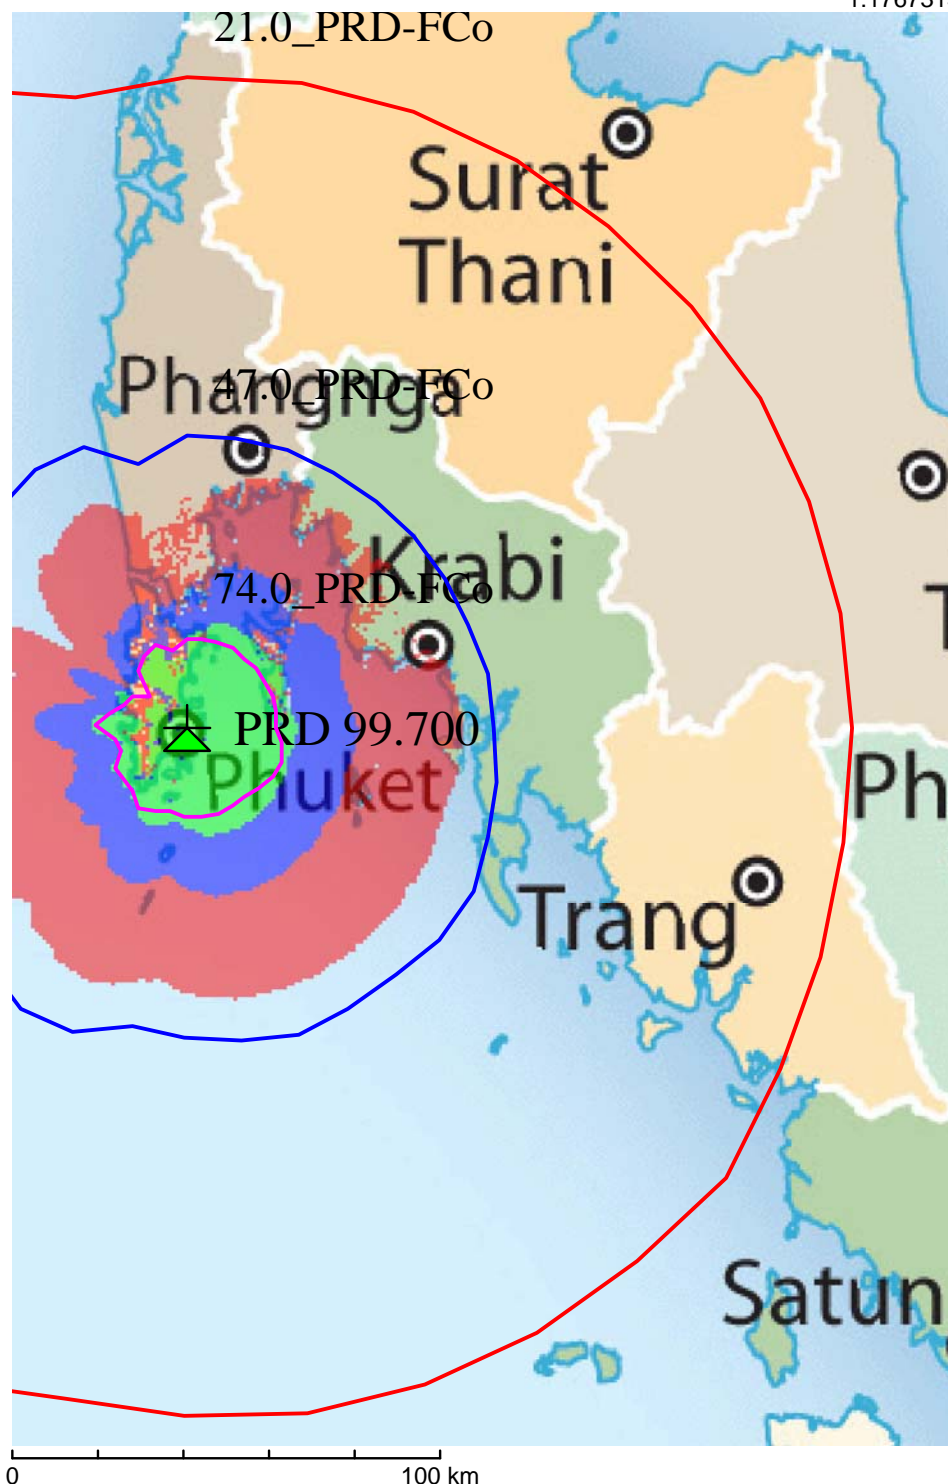 21.0_PRD-FCo
Surat
Thani
Phangnga
47.0_PRD-FCo
Krabi
74.0_PRD-FCo
PRD 99.700
Phuket
Ph
Trang
Satun
0
100 km